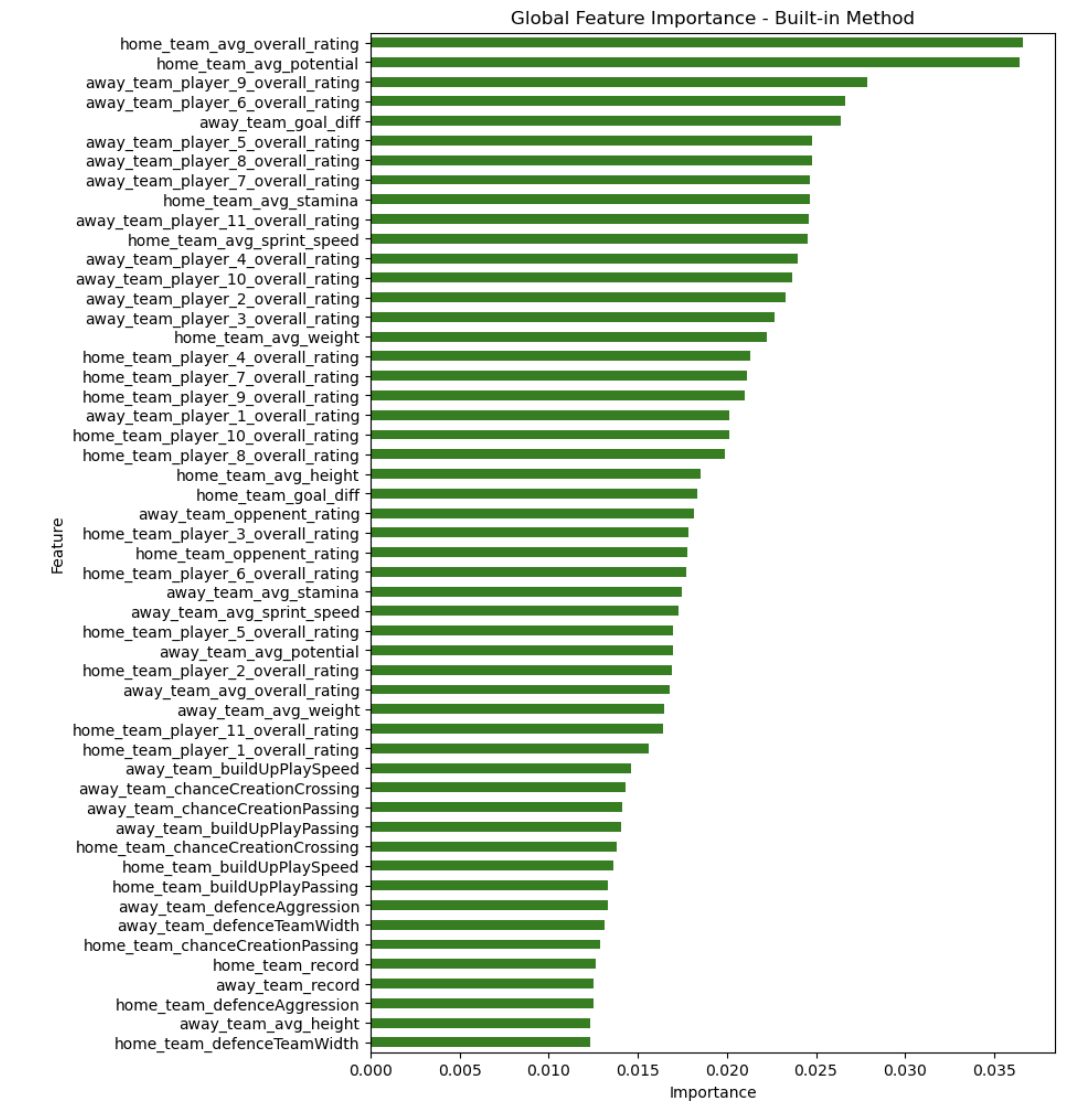 Global Feature Importance - Built-in Method
home_team_avg_overall_rating
home_team_avg_potential
away_team_player_9_overall_rating
away_team_player_6_overall_rating
away_team_goal_diff
away_team_player_5_overall_rating
away_team_player_8_overall_rating
away_team_player_7_overall_rating
home_team_avg_stamina
away_team_player_11_overall_rating
home_team_avg_sprint_speed
away_team_player_4_overall_rating
away_team_player_10_overall_rating
away_team_player_2_overall_rating
away_team_player_3_overall_rating
home_team_avg_weight
home_team_player_4_overall_rating
home_team_player_7_overall_rating
home_team_player_9_overall_rating
away_team_player_1_overall_rating
home_team_player_10_overall_rating
home_team_player_8_overall_rating
home_team_avg_height
home_team_goal_diff
away_team_oppenent_rating
home_team_player_3_overall_rating
home_team_oppenent_rating
home_team_player_6_overall_rating
away_team_avg_stamina
away_team_avg_sprint_speed
home_team_player_5_overall_rating
away_team_avg_potential
home_team_player_2_overall_rating
away_team_avg_overall_rating
away_team_avg_weight
home_team_player_11_overall_rating
home_team_player_1_overall_rating
away_team_buildUpPlaySpeed
away_team_chanceCreationCrossing
away_team_chanceCreationPassing
away_team_buildUpPlayPassing
home_team_chanceCreationCrossing
home_team_buildUpPlaySpeed
home_team_buildUpPlayPassing
away_team_defenceAggression
away_team_defenceTeamWidth
home_team_chanceCreationPassing
home_team_record
away_team_record
home_team_defenceAggression
away_team_avg_height
home_team_defenceTeamWidth
Feature
0.000 0.005 0.010 0.015 0.020 0.025 0.030 0.035
Importance